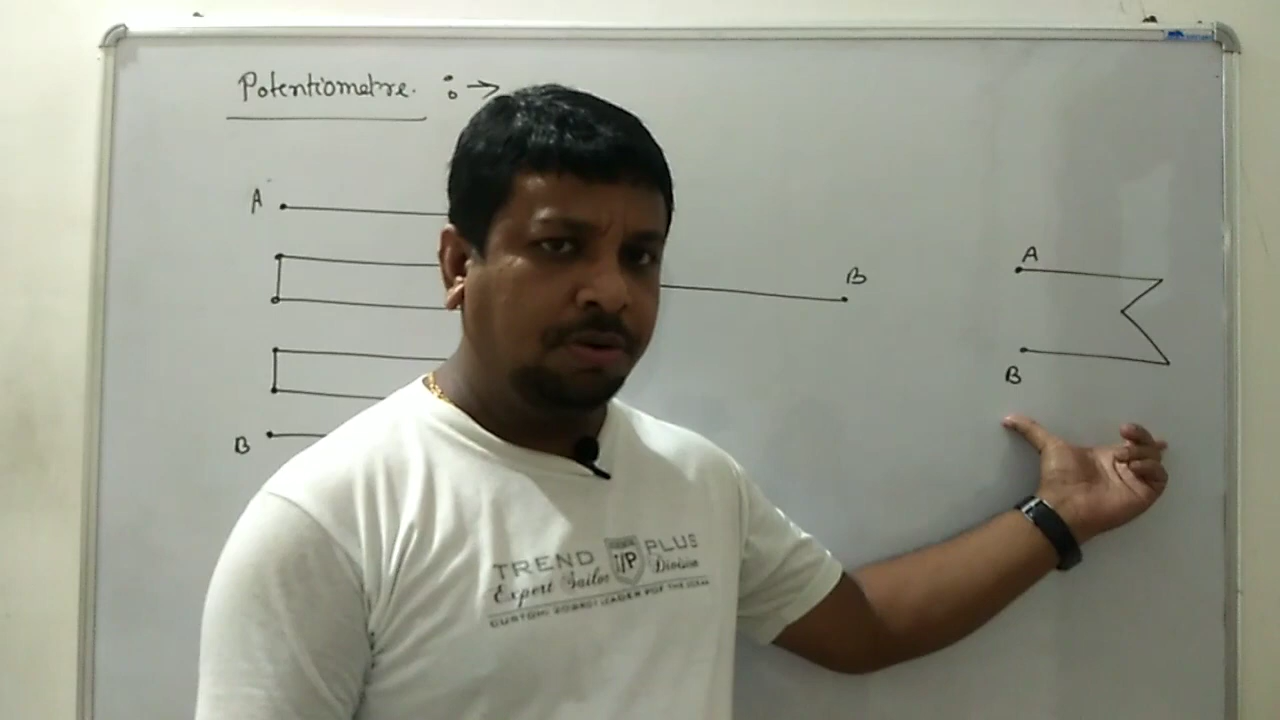 Potentiometre. : →
A
B
A
B
B
TREND PLUS
T/P
Expert Sailor Division